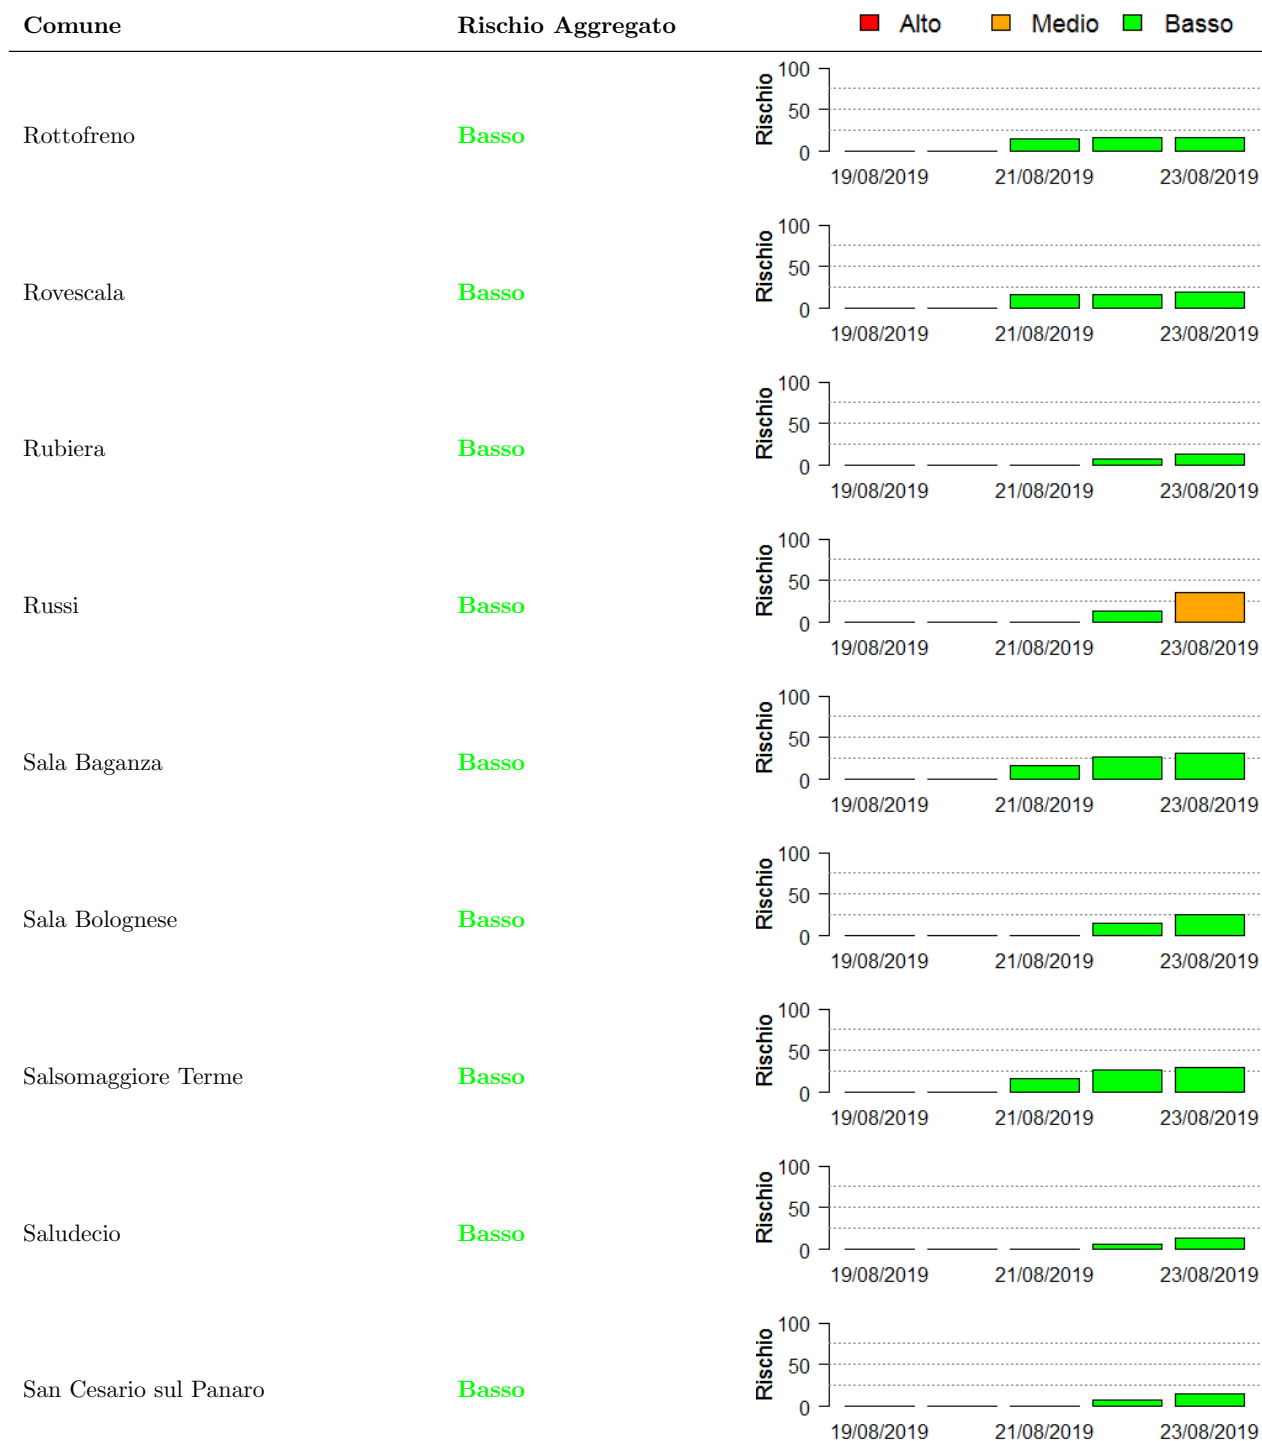 Comune Rischio Aggregato Alto Medio Basso
Rottofreno Basso
Rischio
100
50
0
19/08/2019 21/08/2019 23/08/2019
Rovescala Basso
Rischio
100
50
0
19/08/2019 21/08/2019 23/08/2019
Rubiera Basso
Rischio
100
50
0
19/08/2019 21/08/2019 23/08/2019
Russi Basso
Rischio
100
50
0
19/08/2019 21/08/2019 23/08/2019
Sala Baganza Basso
Rischio
100
50
0
19/08/2019 21/08/2019 23/08/2019
Sala Bolognese Basso
Rischio
100
50
0
19/08/2019 21/08/2019 23/08/2019
Salsomaggiore Terme Basso
Rischio
100
50
0
19/08/2019 21/08/2019 23/08/2019
Saludecio Basso
Rischio
100
50
0
19/08/2019 21/08/2019 23/08/2019
San Cesario sul Panaro Basso
Rischio
100
50
0
19/08/2019 21/08/2019 23/08/2019